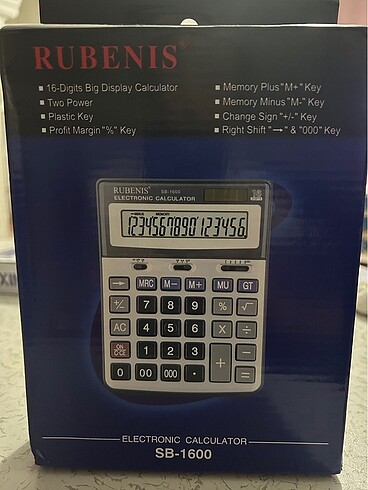 RUBENIS
16-Digits Big Display Calculator
Two Power
Plastic Key
Profit Margin "%" Key
Memory Plus "M+" Key
Memory Minus "M-" Key
Change Sign "+/-" Key
Right Shift "→" & "000" Key
RUBENIS SB-1600
ELECTRONIC CALCULATOR
1234567890123456
→ MRC M− M+ MU GT
+/− 7 8 9 % √
AC 4 5 6 X ÷
ON C/CE 1 2 3 + −
0 00 000 · =
ELECTRONIC CALCULATOR
SB-1600